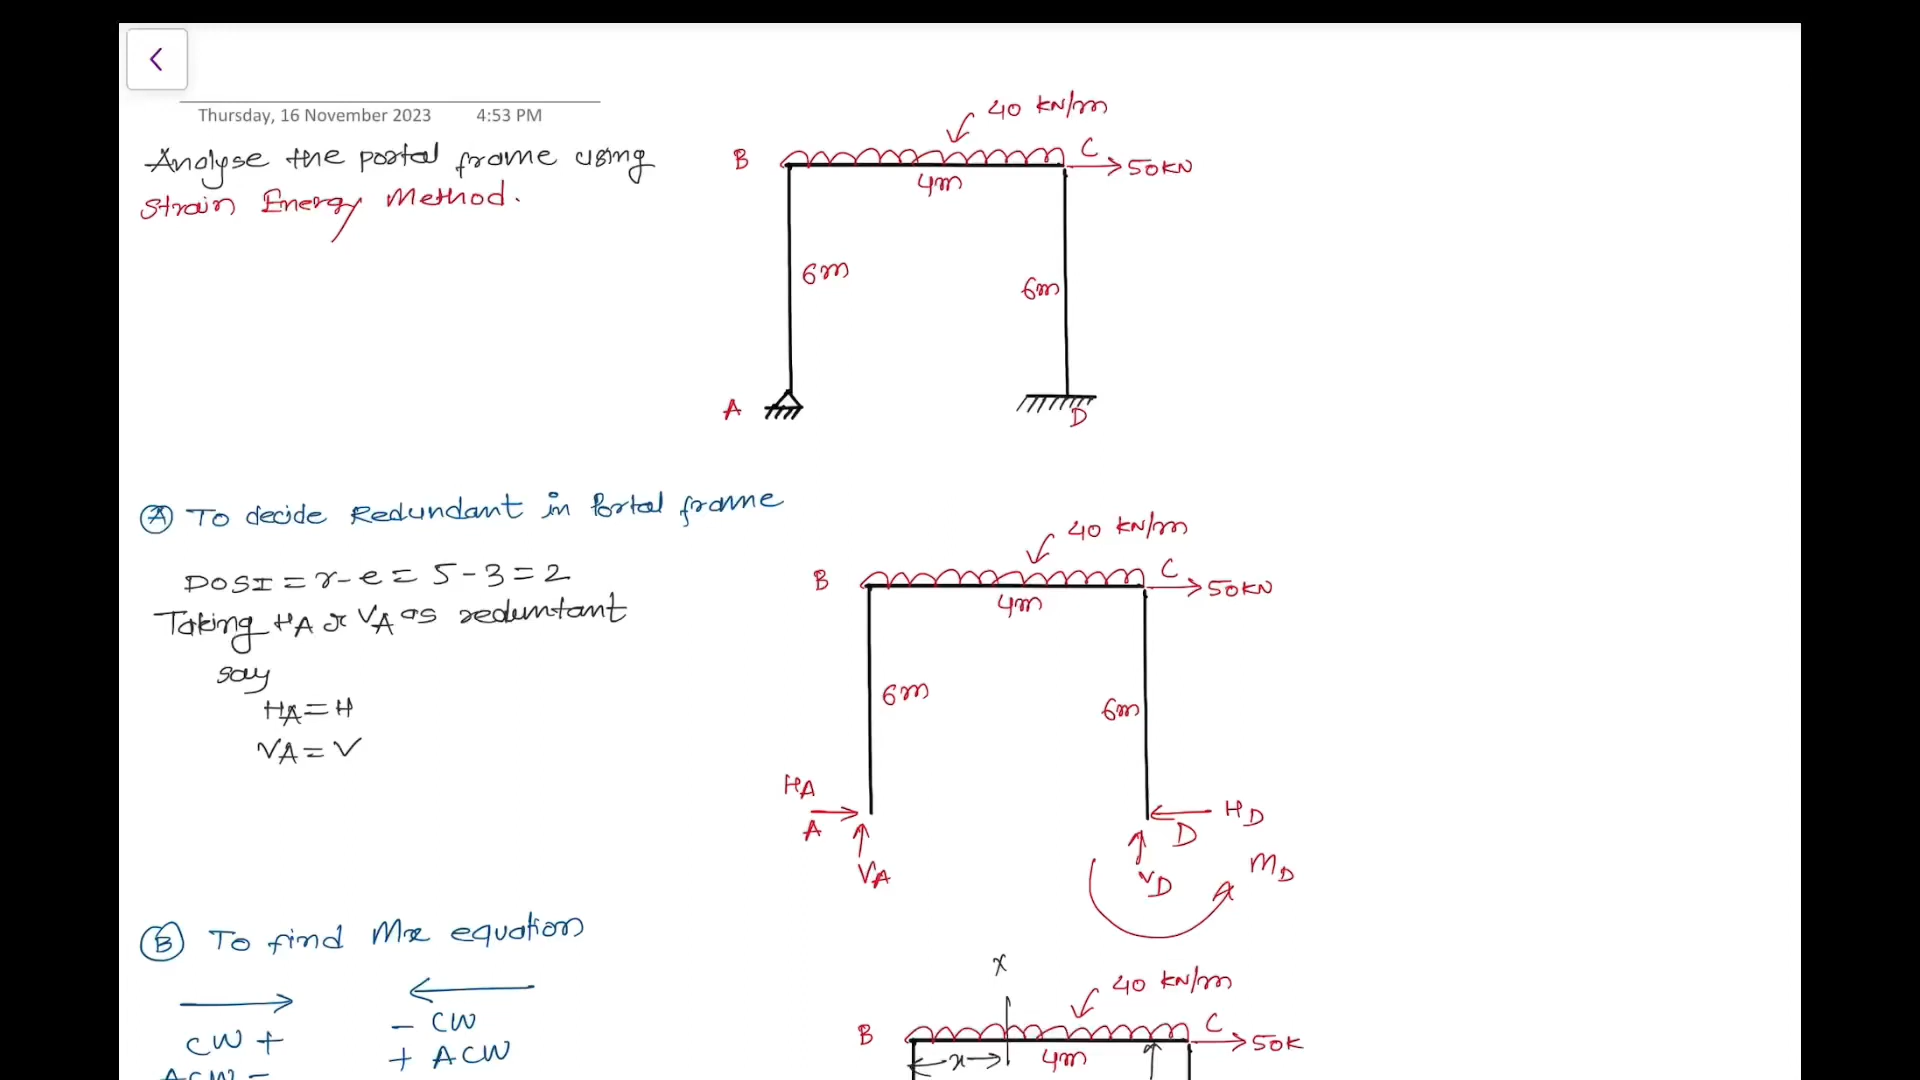 Thursday, 16 November 2023 4:53 PM
Analyse the portal frame using
Strain Energy Method.
40 kN/m
B
C
50KN
4m
6m
6m
A
D
(A) To decide Redundant in Portal frame
DOSI = r - e = 5 - 3 = 2
Taking HA & VA as reduntant
say
HA = H
VA = V
40 kN/m
B
C
50KN
4m
6m
6m
HA
A
VA
HD
D
VD
MD
(B) To find Mx equation
CW +
ACW -
- CW
+ ACW
x
40 kN/m
B
C
50K
x
4m